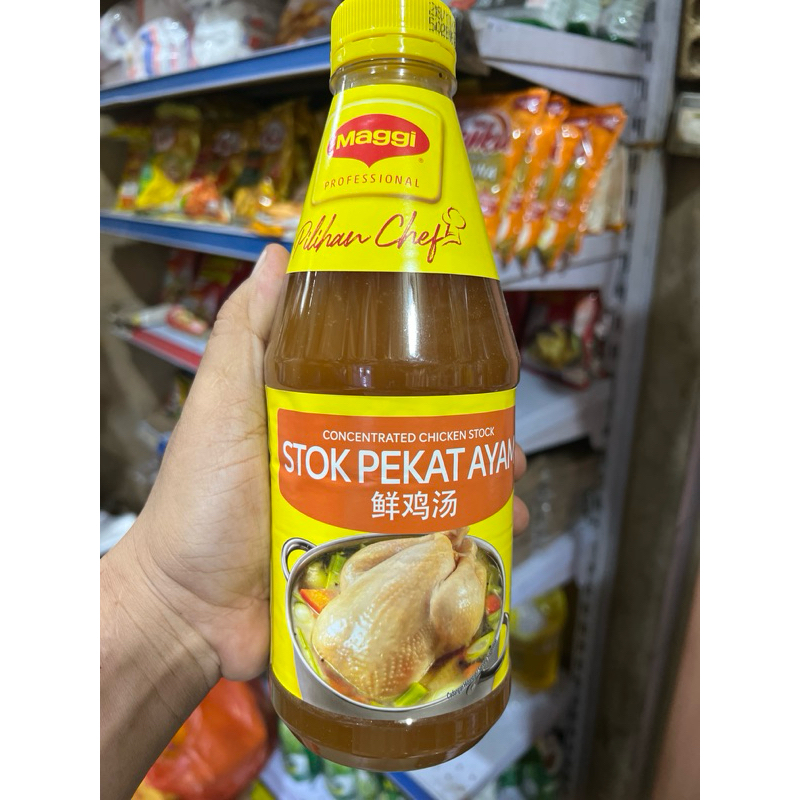 Maggi
®
PROFESSIONAL
Pilihan Chef
CONCENTRATED CHICKEN STOCK
STOK PEKAT AYAM
鲜鸡汤